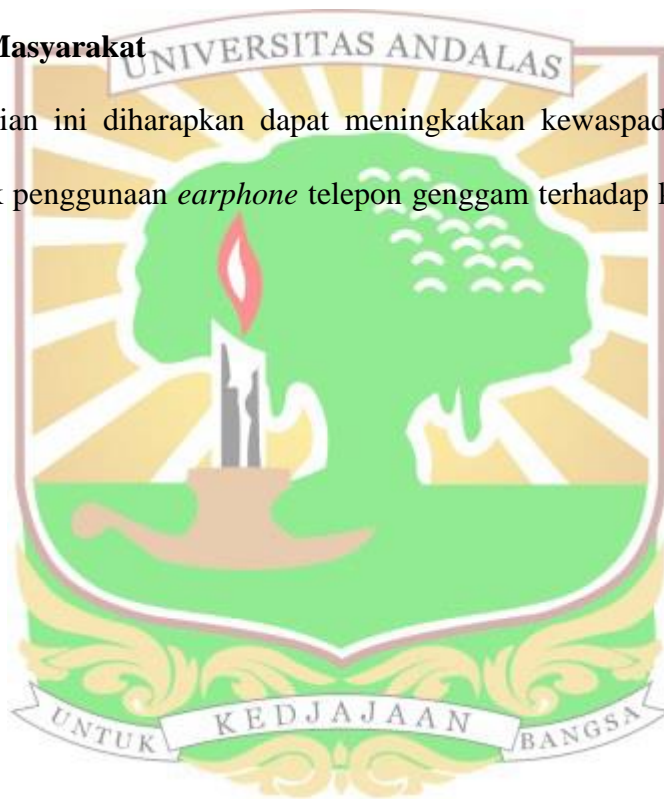 Masyarakat
UNIVERSITAS ANDALAS
ian ini diharapkan dapat meningkatkan kewaspad
penggunaan earphone telepon genggam terhadap
UNTUK KEDJAJAAN BANGSA